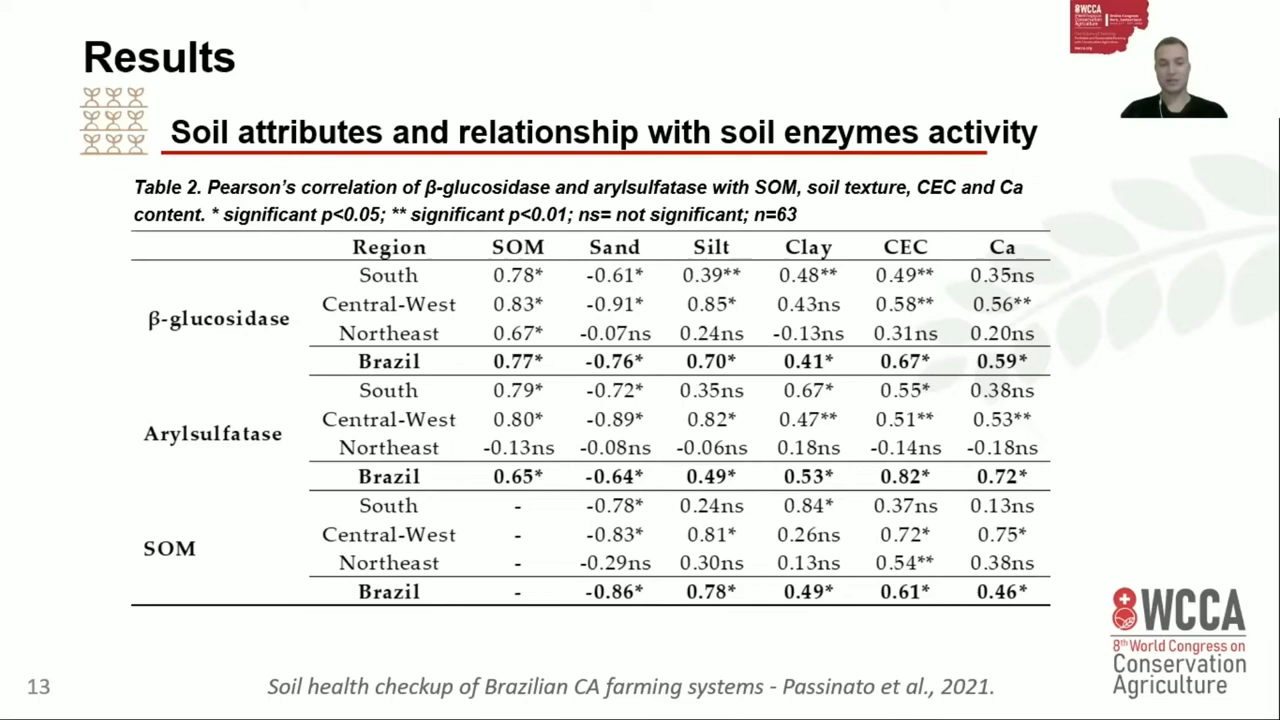 8WCCA
Results
Soil attributes and relationship with soil enzymes activity
Table 2. Pearson’s correlation of β-glucosidase and arylsulfatase with SOM, soil texture, CEC and Ca
content. * significant p<0.05; ** significant p<0.01; ns= not significant; n=63
Region SOM Sand Silt Clay CEC Ca
β-glucosidase
South 0.78* -0.61* 0.39** 0.48** 0.49** 0.35ns
Central-West 0.83* -0.91* 0.85* 0.43ns 0.58** 0.56**
Northeast 0.67* -0.07ns 0.24ns -0.13ns 0.31ns 0.20ns
Brazil 0.77* -0.76* 0.70* 0.41* 0.67* 0.59*
Arylsulfatase
South 0.79* -0.72* 0.35ns 0.67* 0.55* 0.38ns
Central-West 0.80* -0.89* 0.82* 0.47** 0.51** 0.53**
Northeast -0.13ns -0.08ns -0.06ns 0.18ns -0.14ns -0.18ns
Brazil 0.65* -0.64* 0.49* 0.53* 0.82* 0.72*
SOM
South - -0.78* 0.24ns 0.84* 0.37ns 0.13ns
Central-West - -0.83* 0.81* 0.26ns 0.72* 0.75*
Northeast - -0.29ns 0.30ns 0.13ns 0.54** 0.38ns
Brazil - -0.86* 0.78* 0.49* 0.61* 0.46*
8WCCA
8th World Congress on
Conservation
Agriculture
13
Soil health checkup of Brazilian CA farming systems - Passinato et al., 2021.